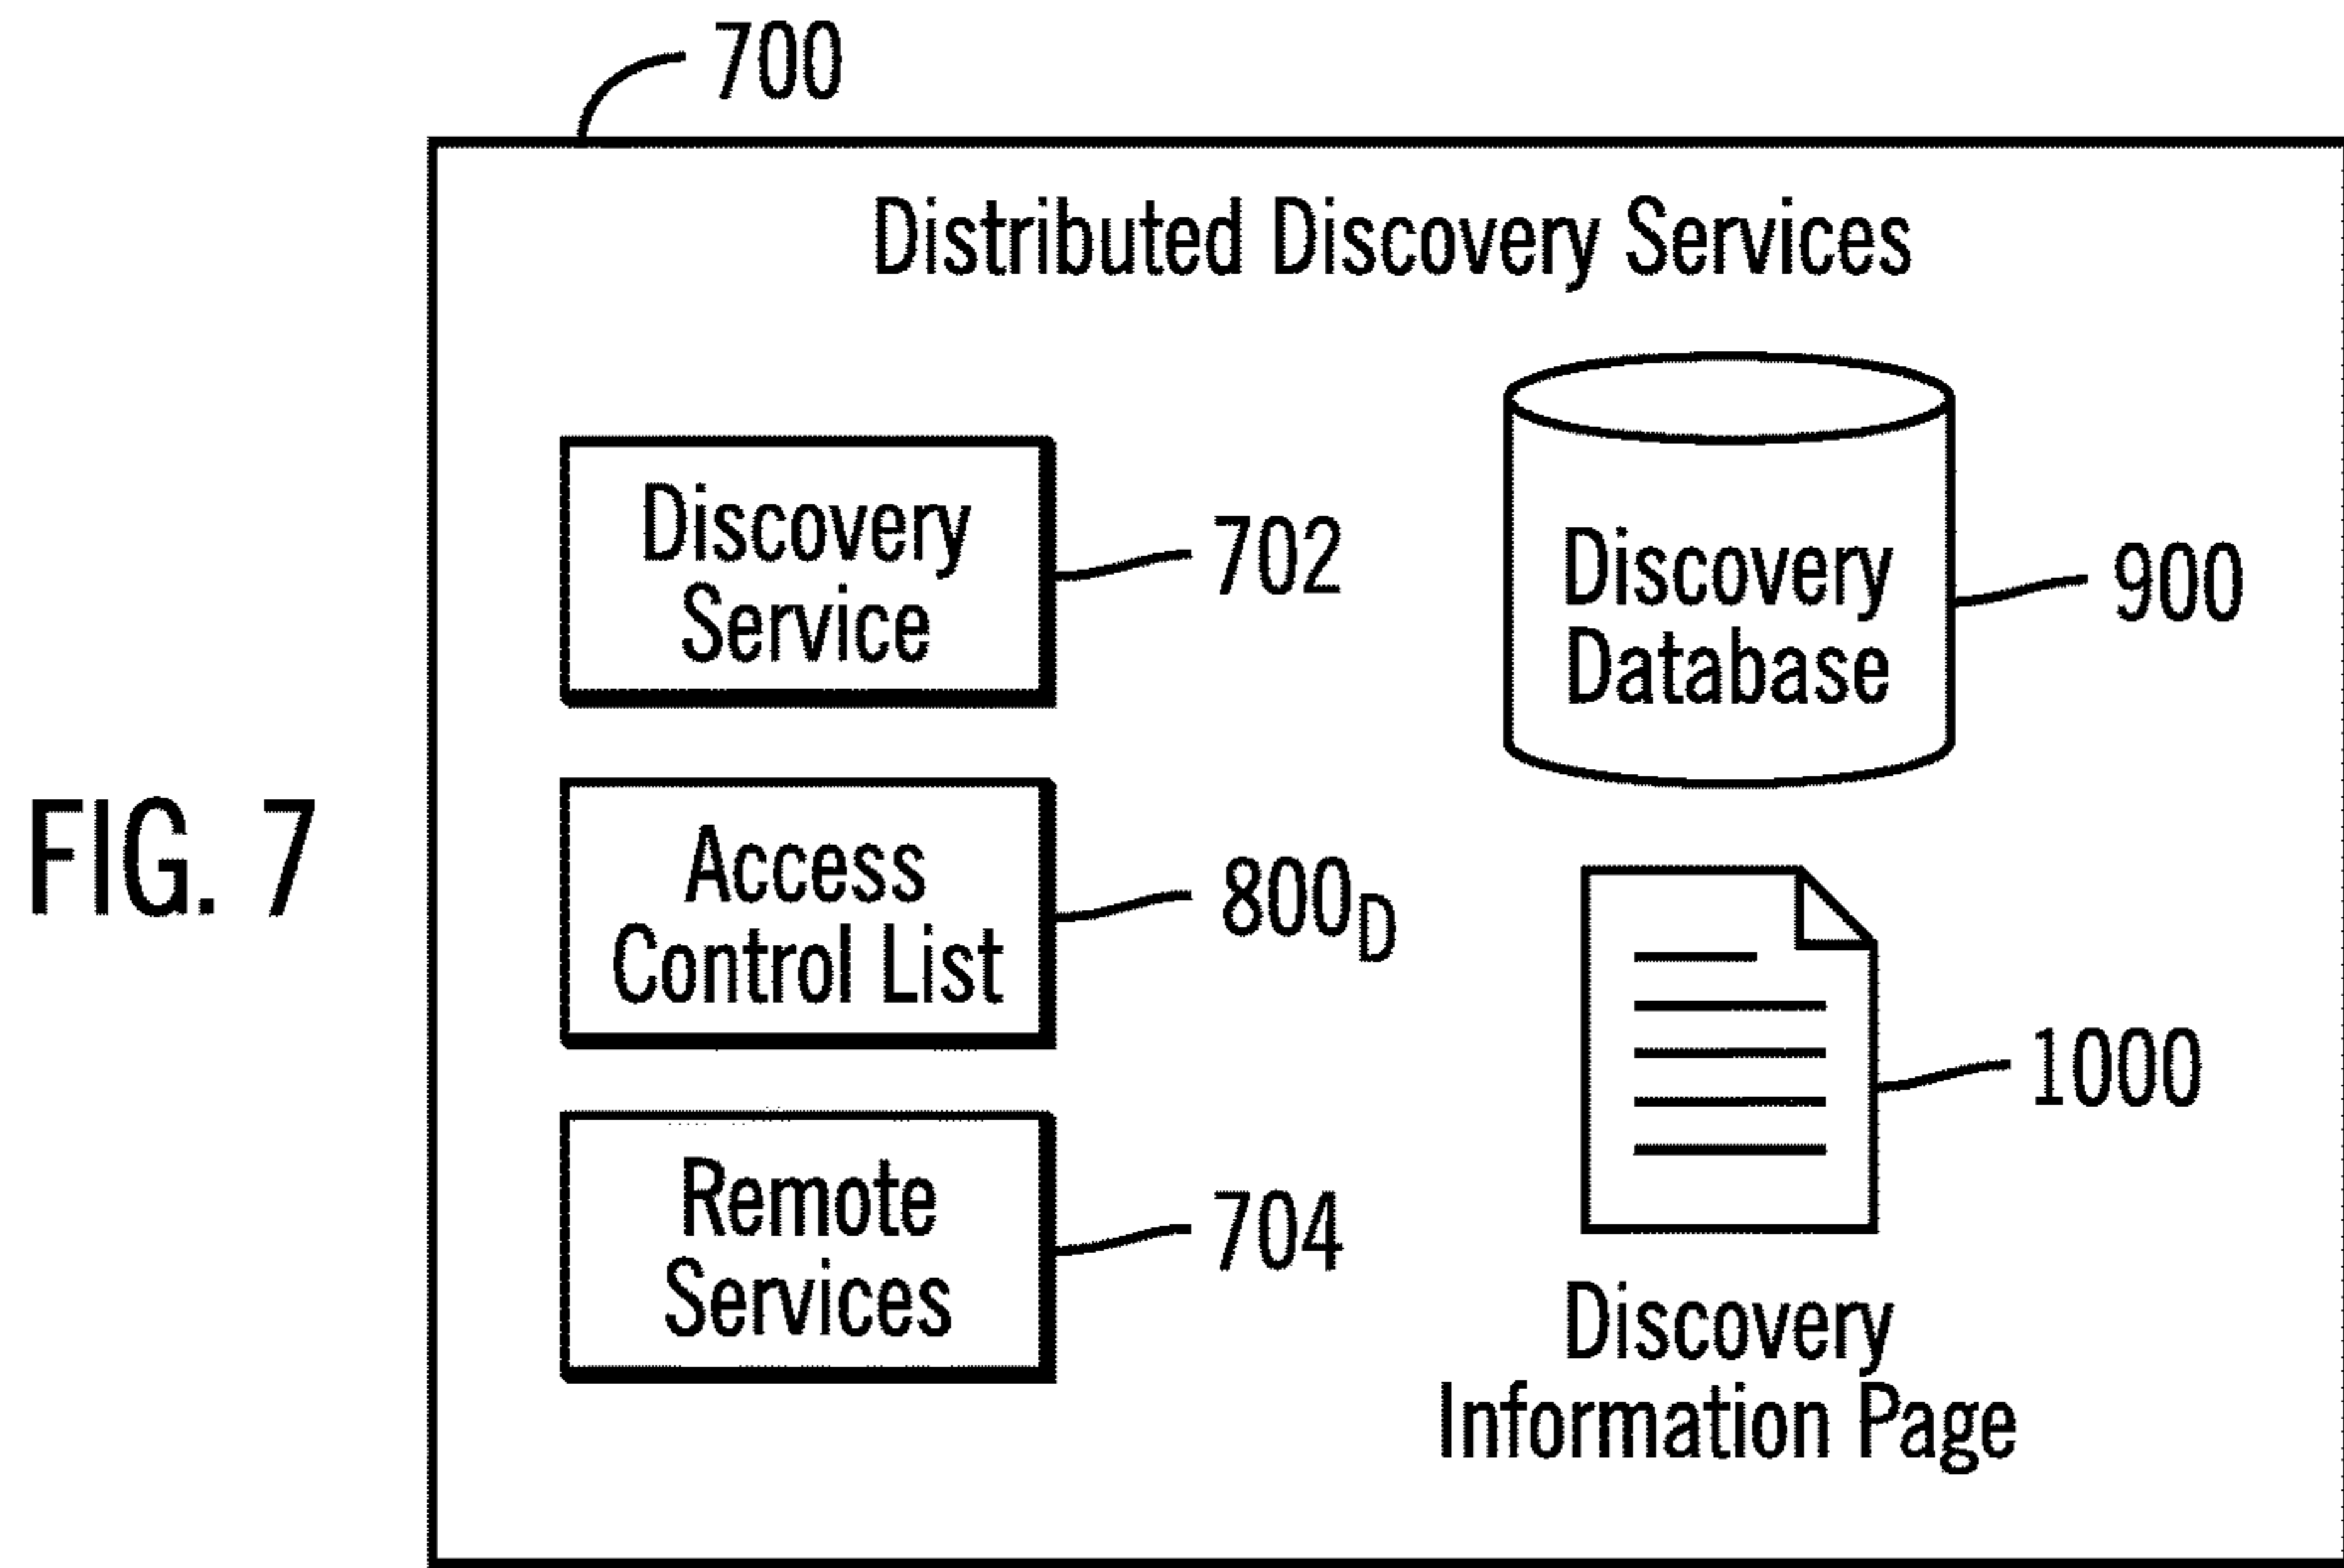 700
Distributed Discovery Services
Discovery
Service
702
Discovery
Database
900
FIG. 7
Access
Control List
800D
1000
Remote
Services
704
Discovery
Information Page